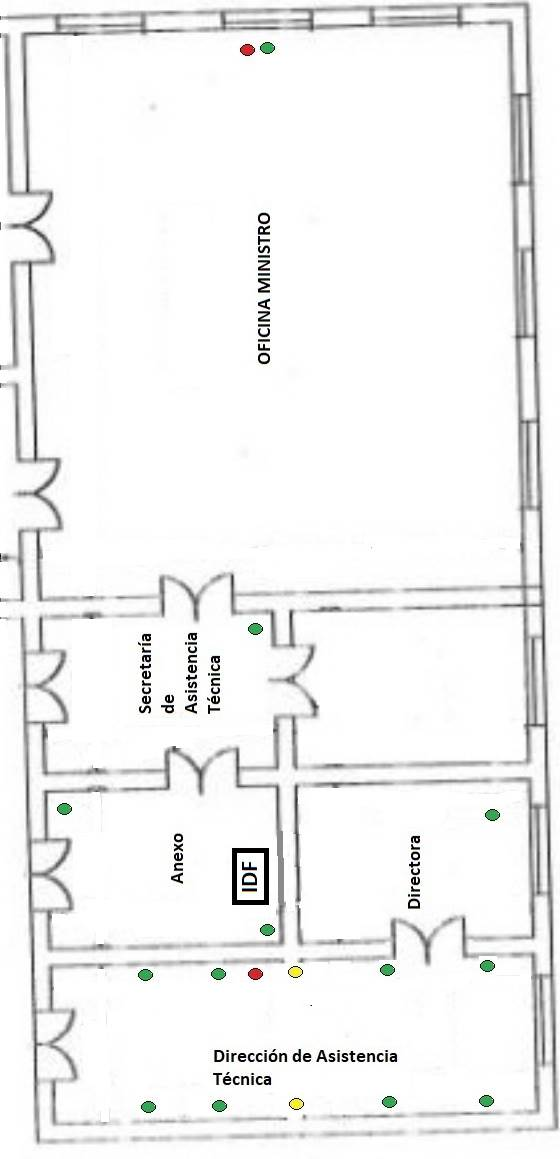 OFICINA MINISTRO
Secretaría
de
Asistencia
Técnica
Anexo
IDF
Directora
Dirección de Asistencia
Técnica